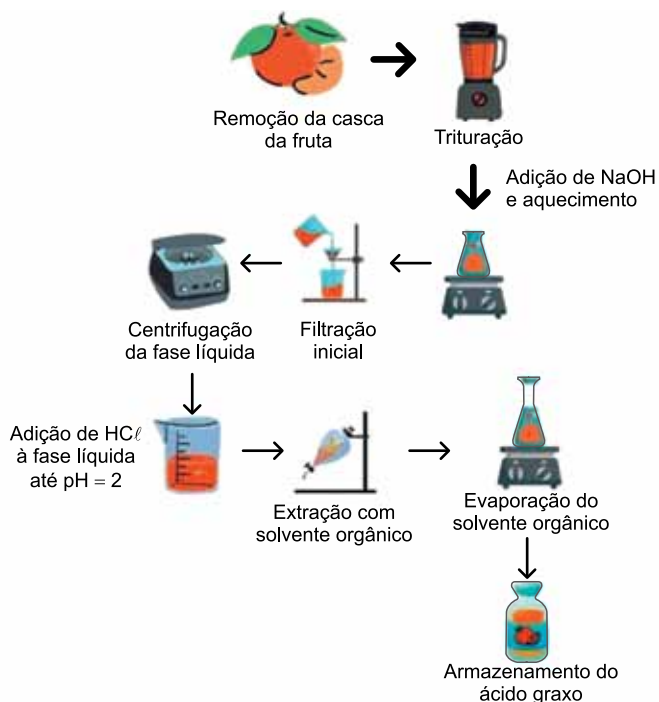 Remoção da casca
da fruta
Trituração
Adição de NaOH
e aquecimento
Filtração
inicial
Centrifugação
da fase líquida
Adição de HCℓ
à fase líquida
até pH = 2
Extração com
solvente orgânico
Evaporação do
solvente orgânico
Armazenamento do
ácido graxo